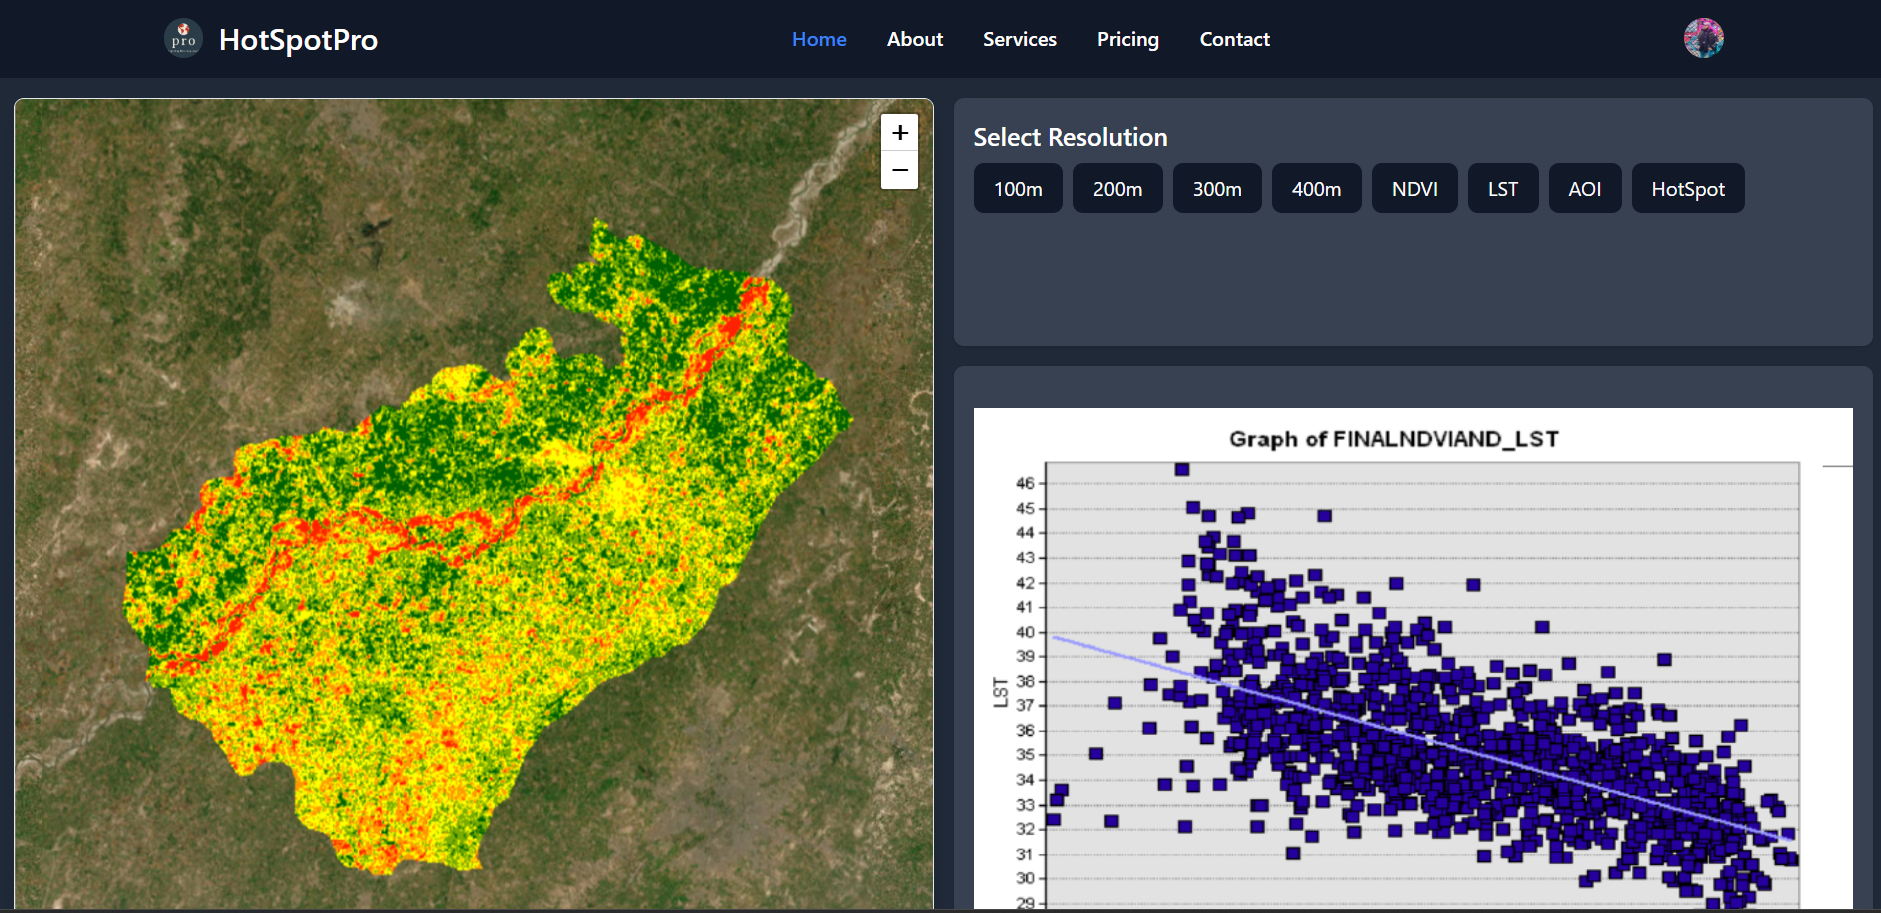 pro
HotSpotPro
Home About Services Pricing Contact
+
−
Select Resolution
100m 200m 300m 400m NDVI LST AOI HotSpot
Graph of FINALNDVIAND_LST
46
45
44
43
42
41
40
39
38
37
36
35
34
33
32
31
30
29
LST